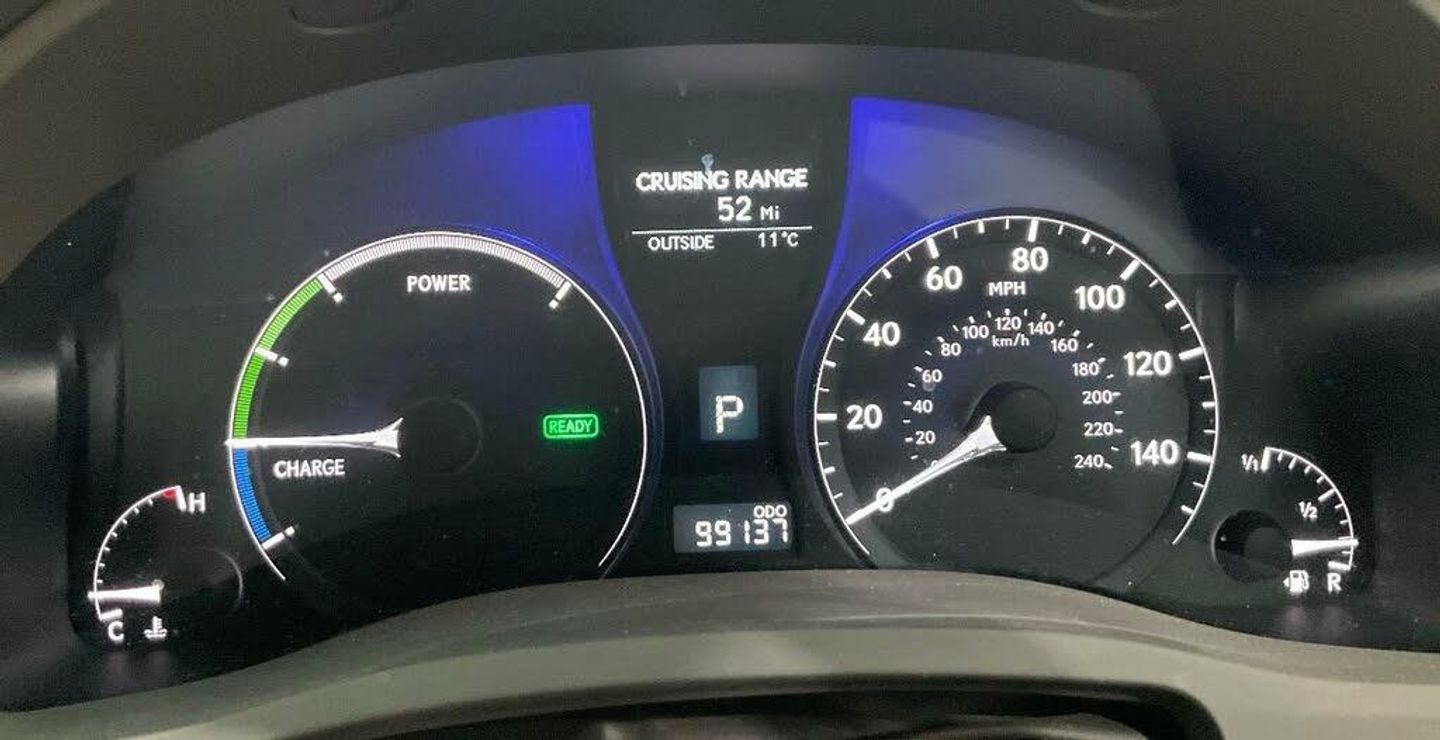 CRUISING RANGE
52 Mi
OUTSIDE 11°C
POWER
READY
CHARGE
H
C
P
ODO
99137
0
20
40
60
80
100
120
140
MPH
km/h
20
40
60
80
100
120
140
160
180
200
220
240
1/1
1/2
R